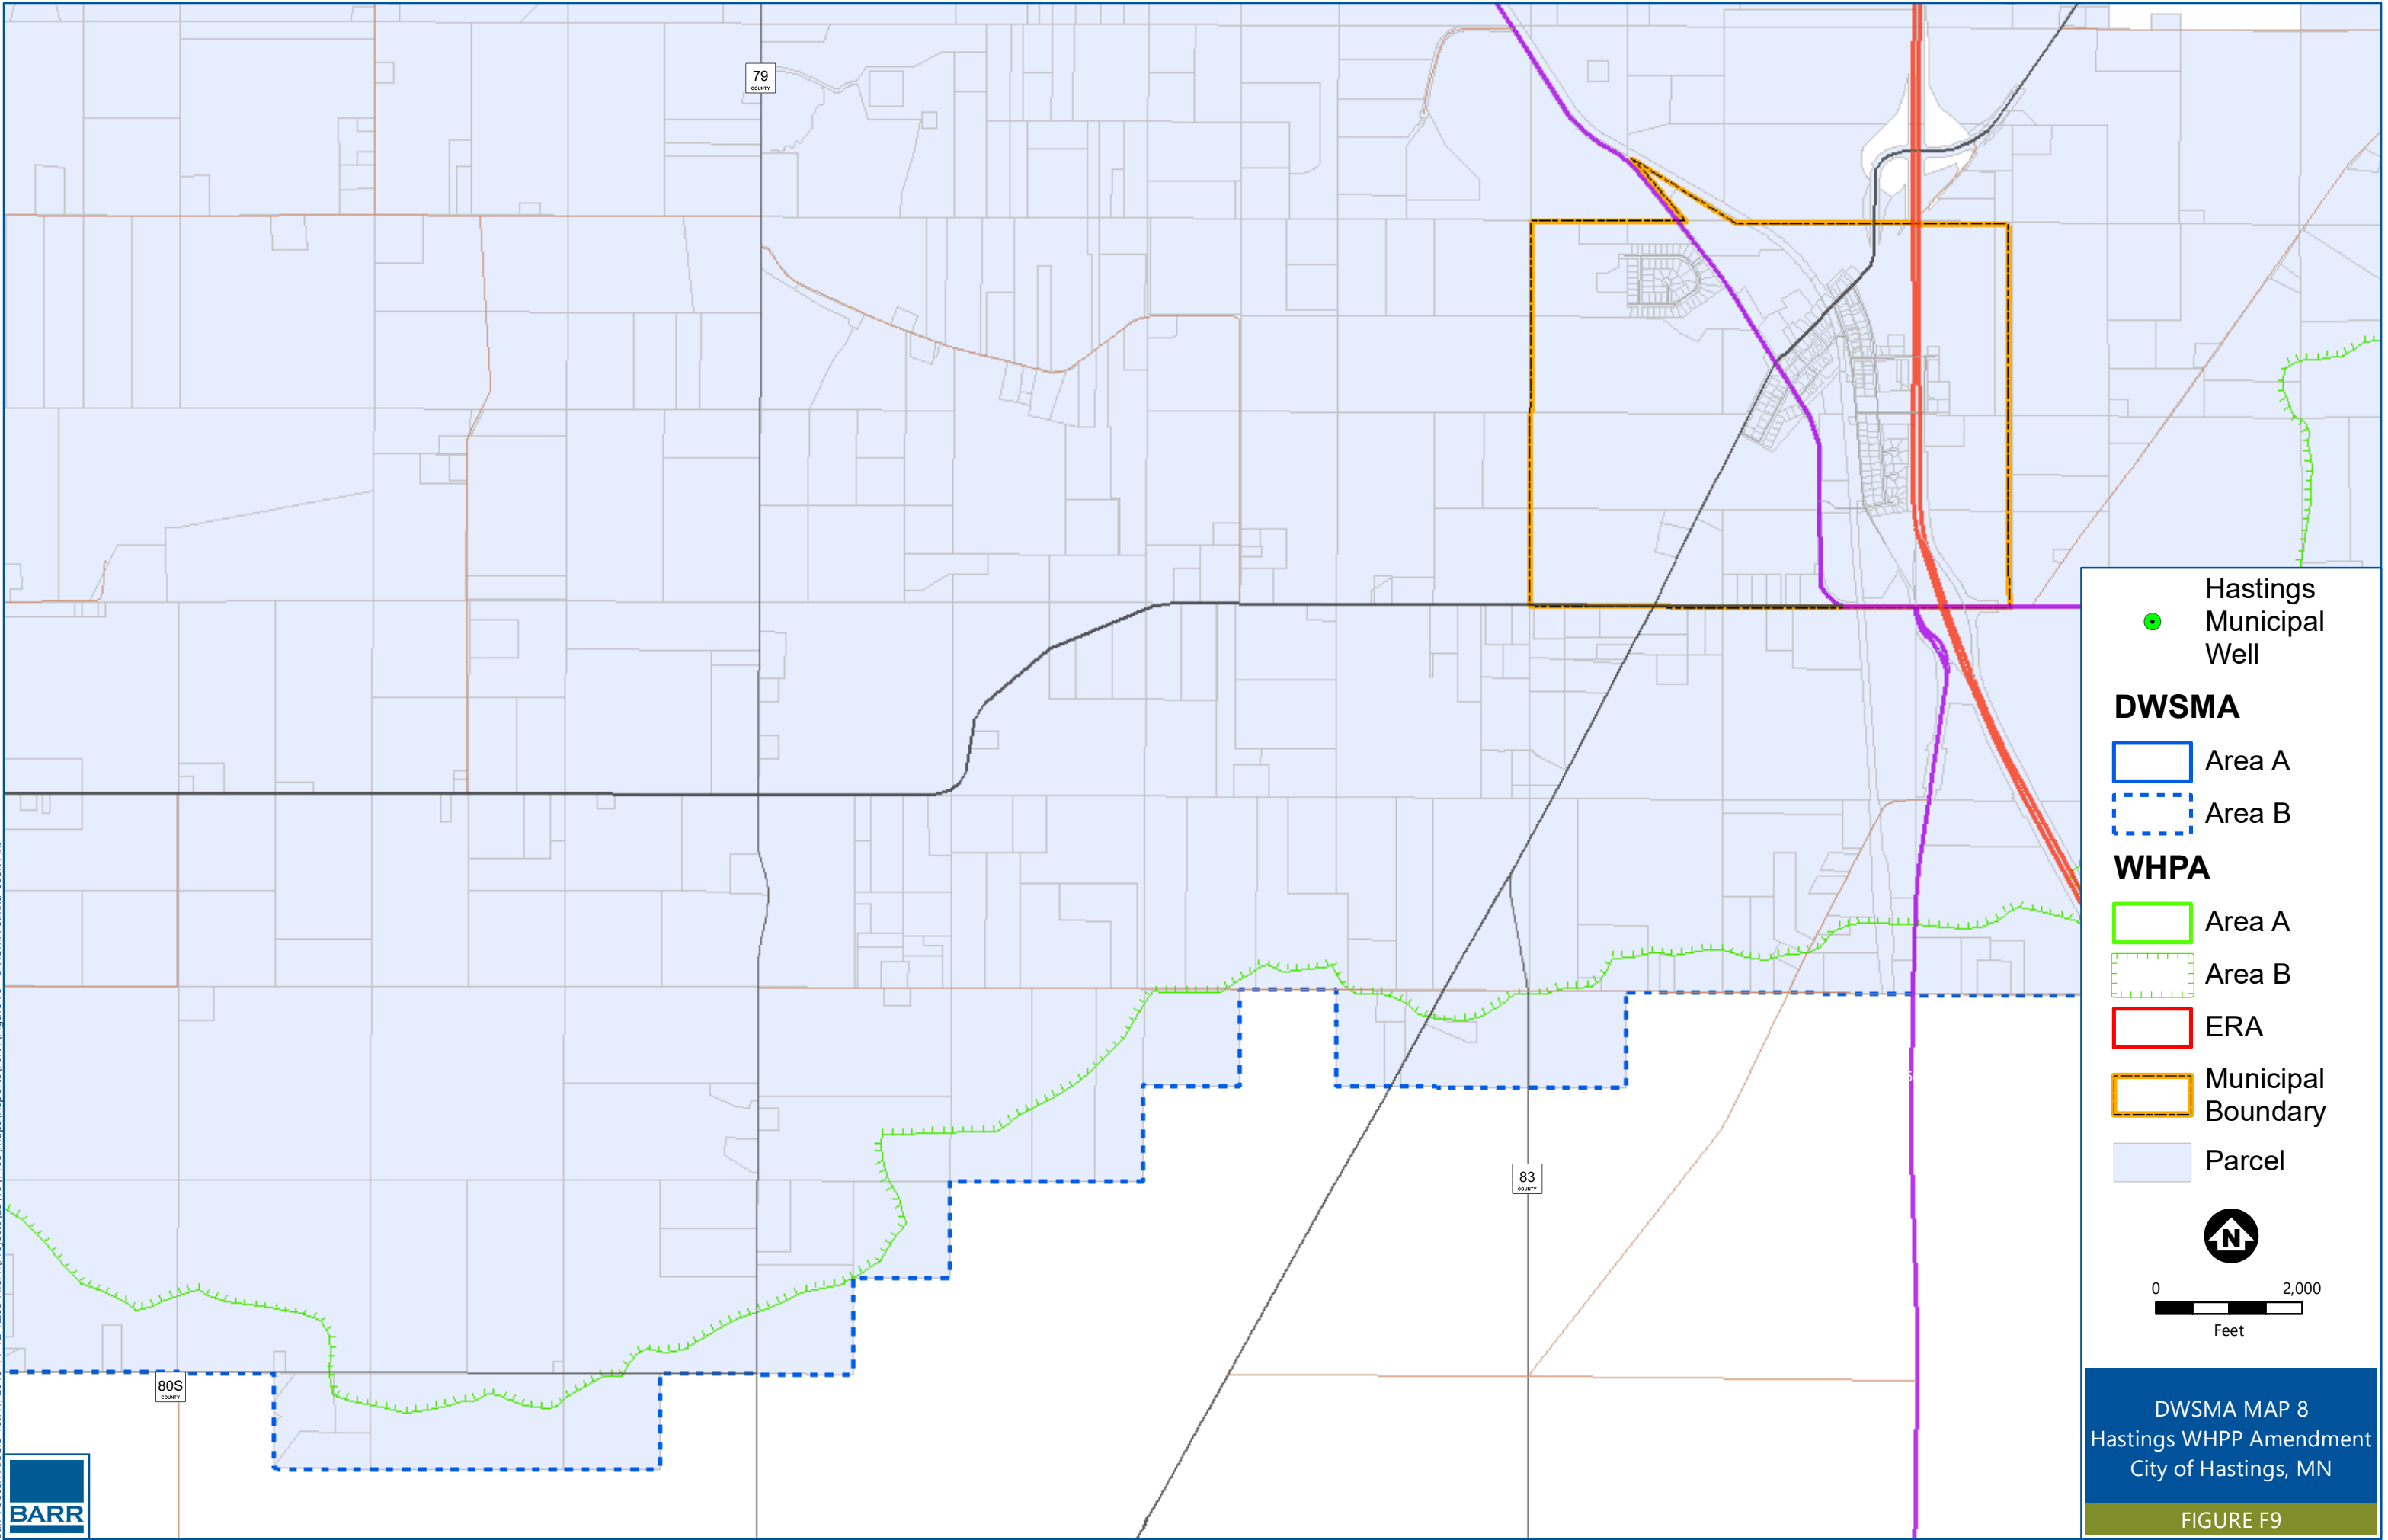 79
COUNTY
Hastings
Municipal
Well
DWSMA
Area A
Area B
WHPA
Area A
Area B
ERA
Municipal
Boundary
Parcel
N
0 2,000
Feet
83
COUNTY
80S
COUNTY
BARR
DWSMA MAP 8
Hastings WHPP Amendment
City of Hastings, MN
FIGURE F9